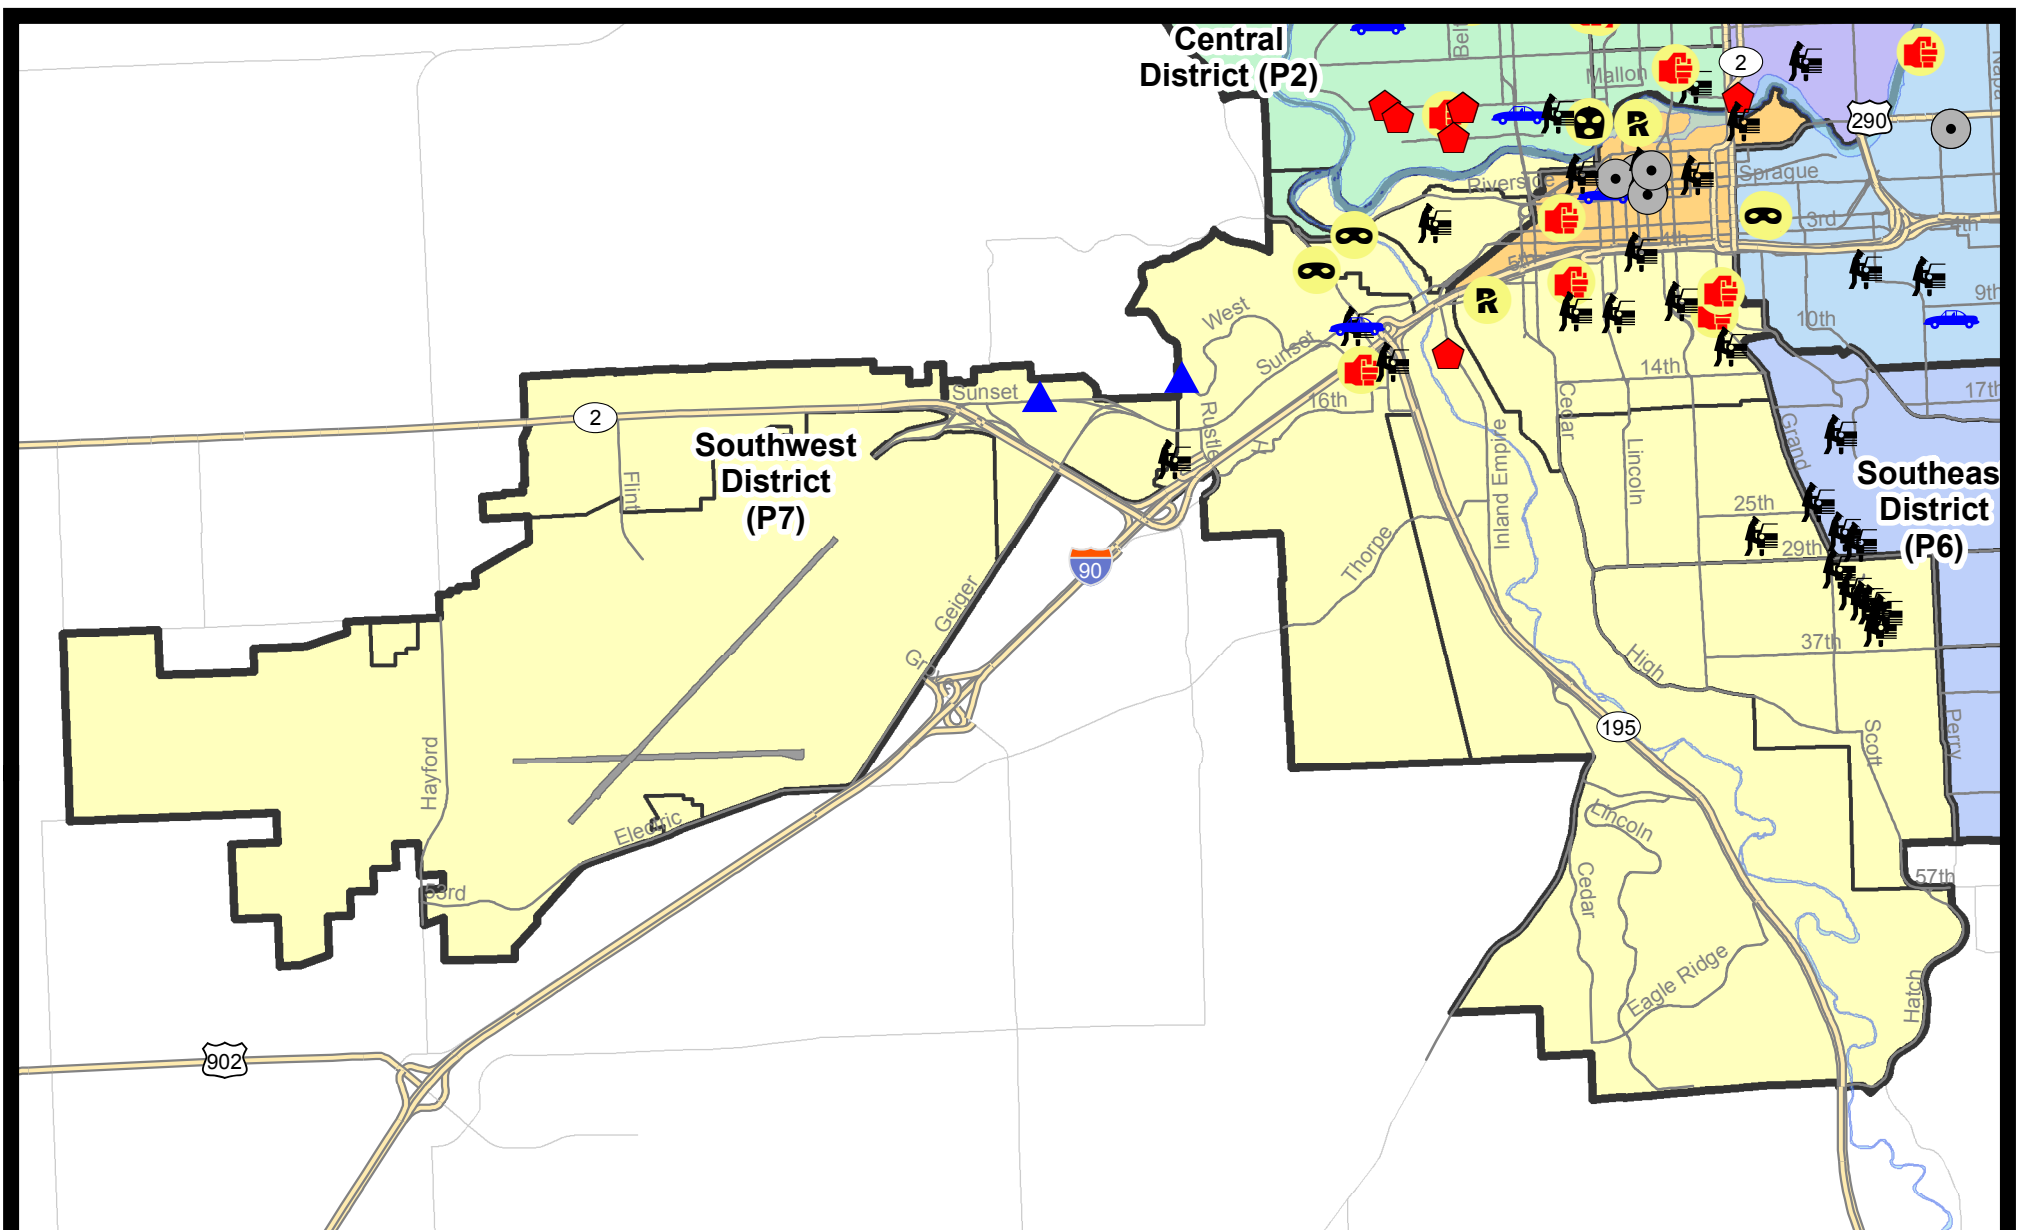 Central
District (P2)
Mallon
2
290
Riverside
Sprague
3rd
4th
4th
5th
9th
10th
West
Sunset
Sunset
14th
17th
16th
2
Rustle
Cedar
Grand
Lincoln
Southwest
District
(P7)
Flint
Inland Empire
Southeas
District
(P6)
25th
29th
Thorpe
90
Geiger
37th
High
195
Scott
Perry
Hayford
Electric
Lincoln
53rd
Cedar
57th
Eagle Ridge
Hatch
902